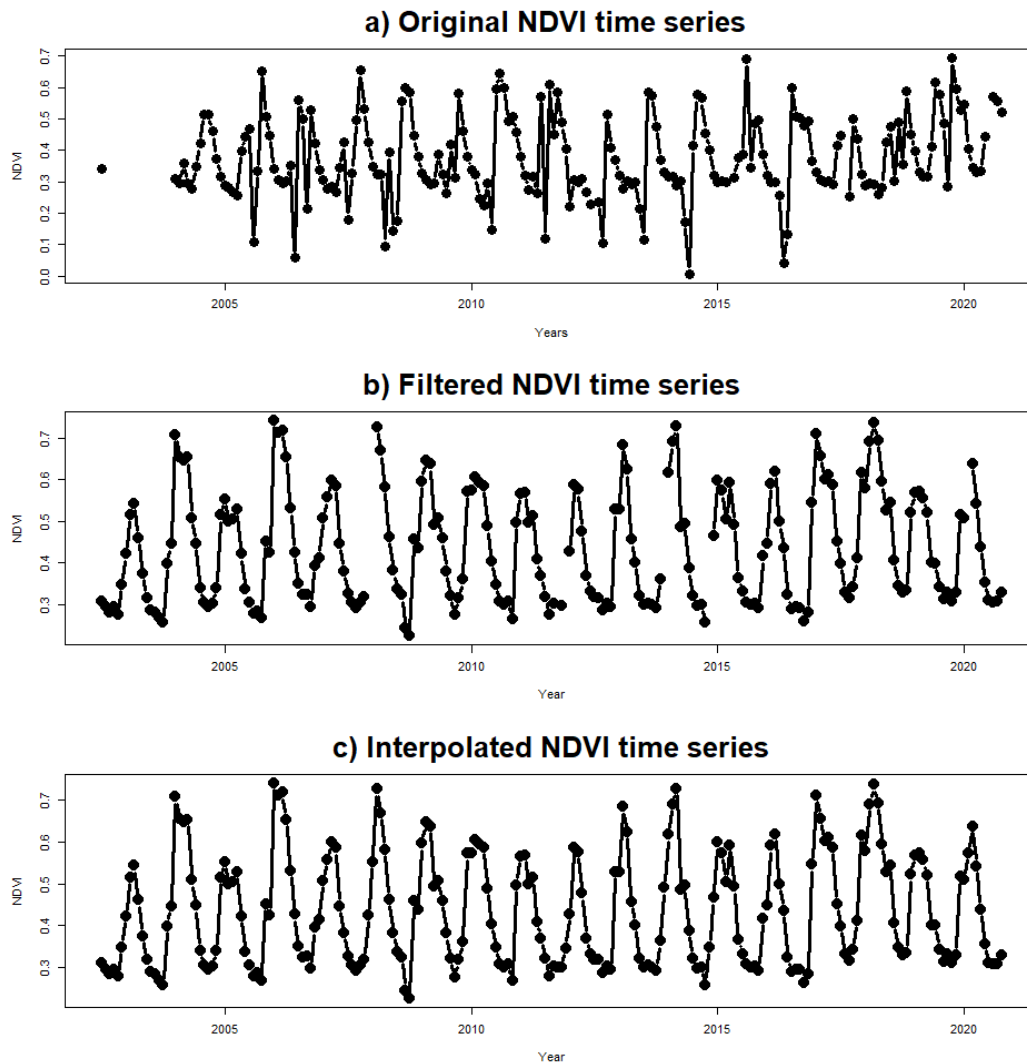 a) Original NDVI time series
0.7
0.6
0.5
0.4
0.3
0.2
0.1
0.0
NDVI
2005 2010 2015 2020
Years
b) Filtered NDVI time series
0.7
0.6
0.5
0.4
0.3
NDVI
2005 2010 2015 2020
Year
c) Interpolated NDVI time series
0.7
0.6
0.5
0.4
0.3
NDVI
2005 2010 2015 2020
Year